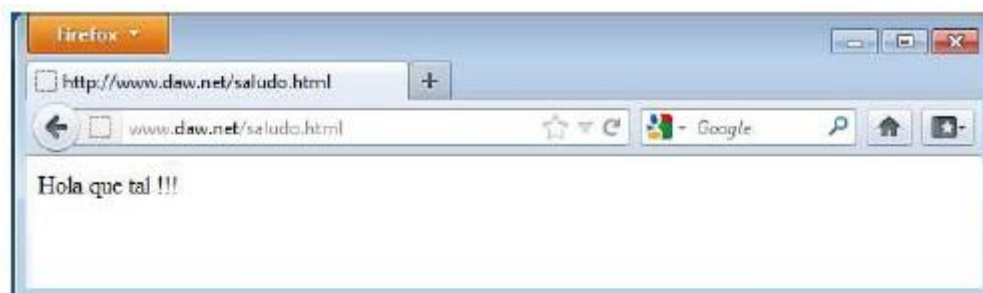 Firefox
http://www.daw.net/saludo.html
www.daw.net/saludo.html
Google
Hola que tal !!!